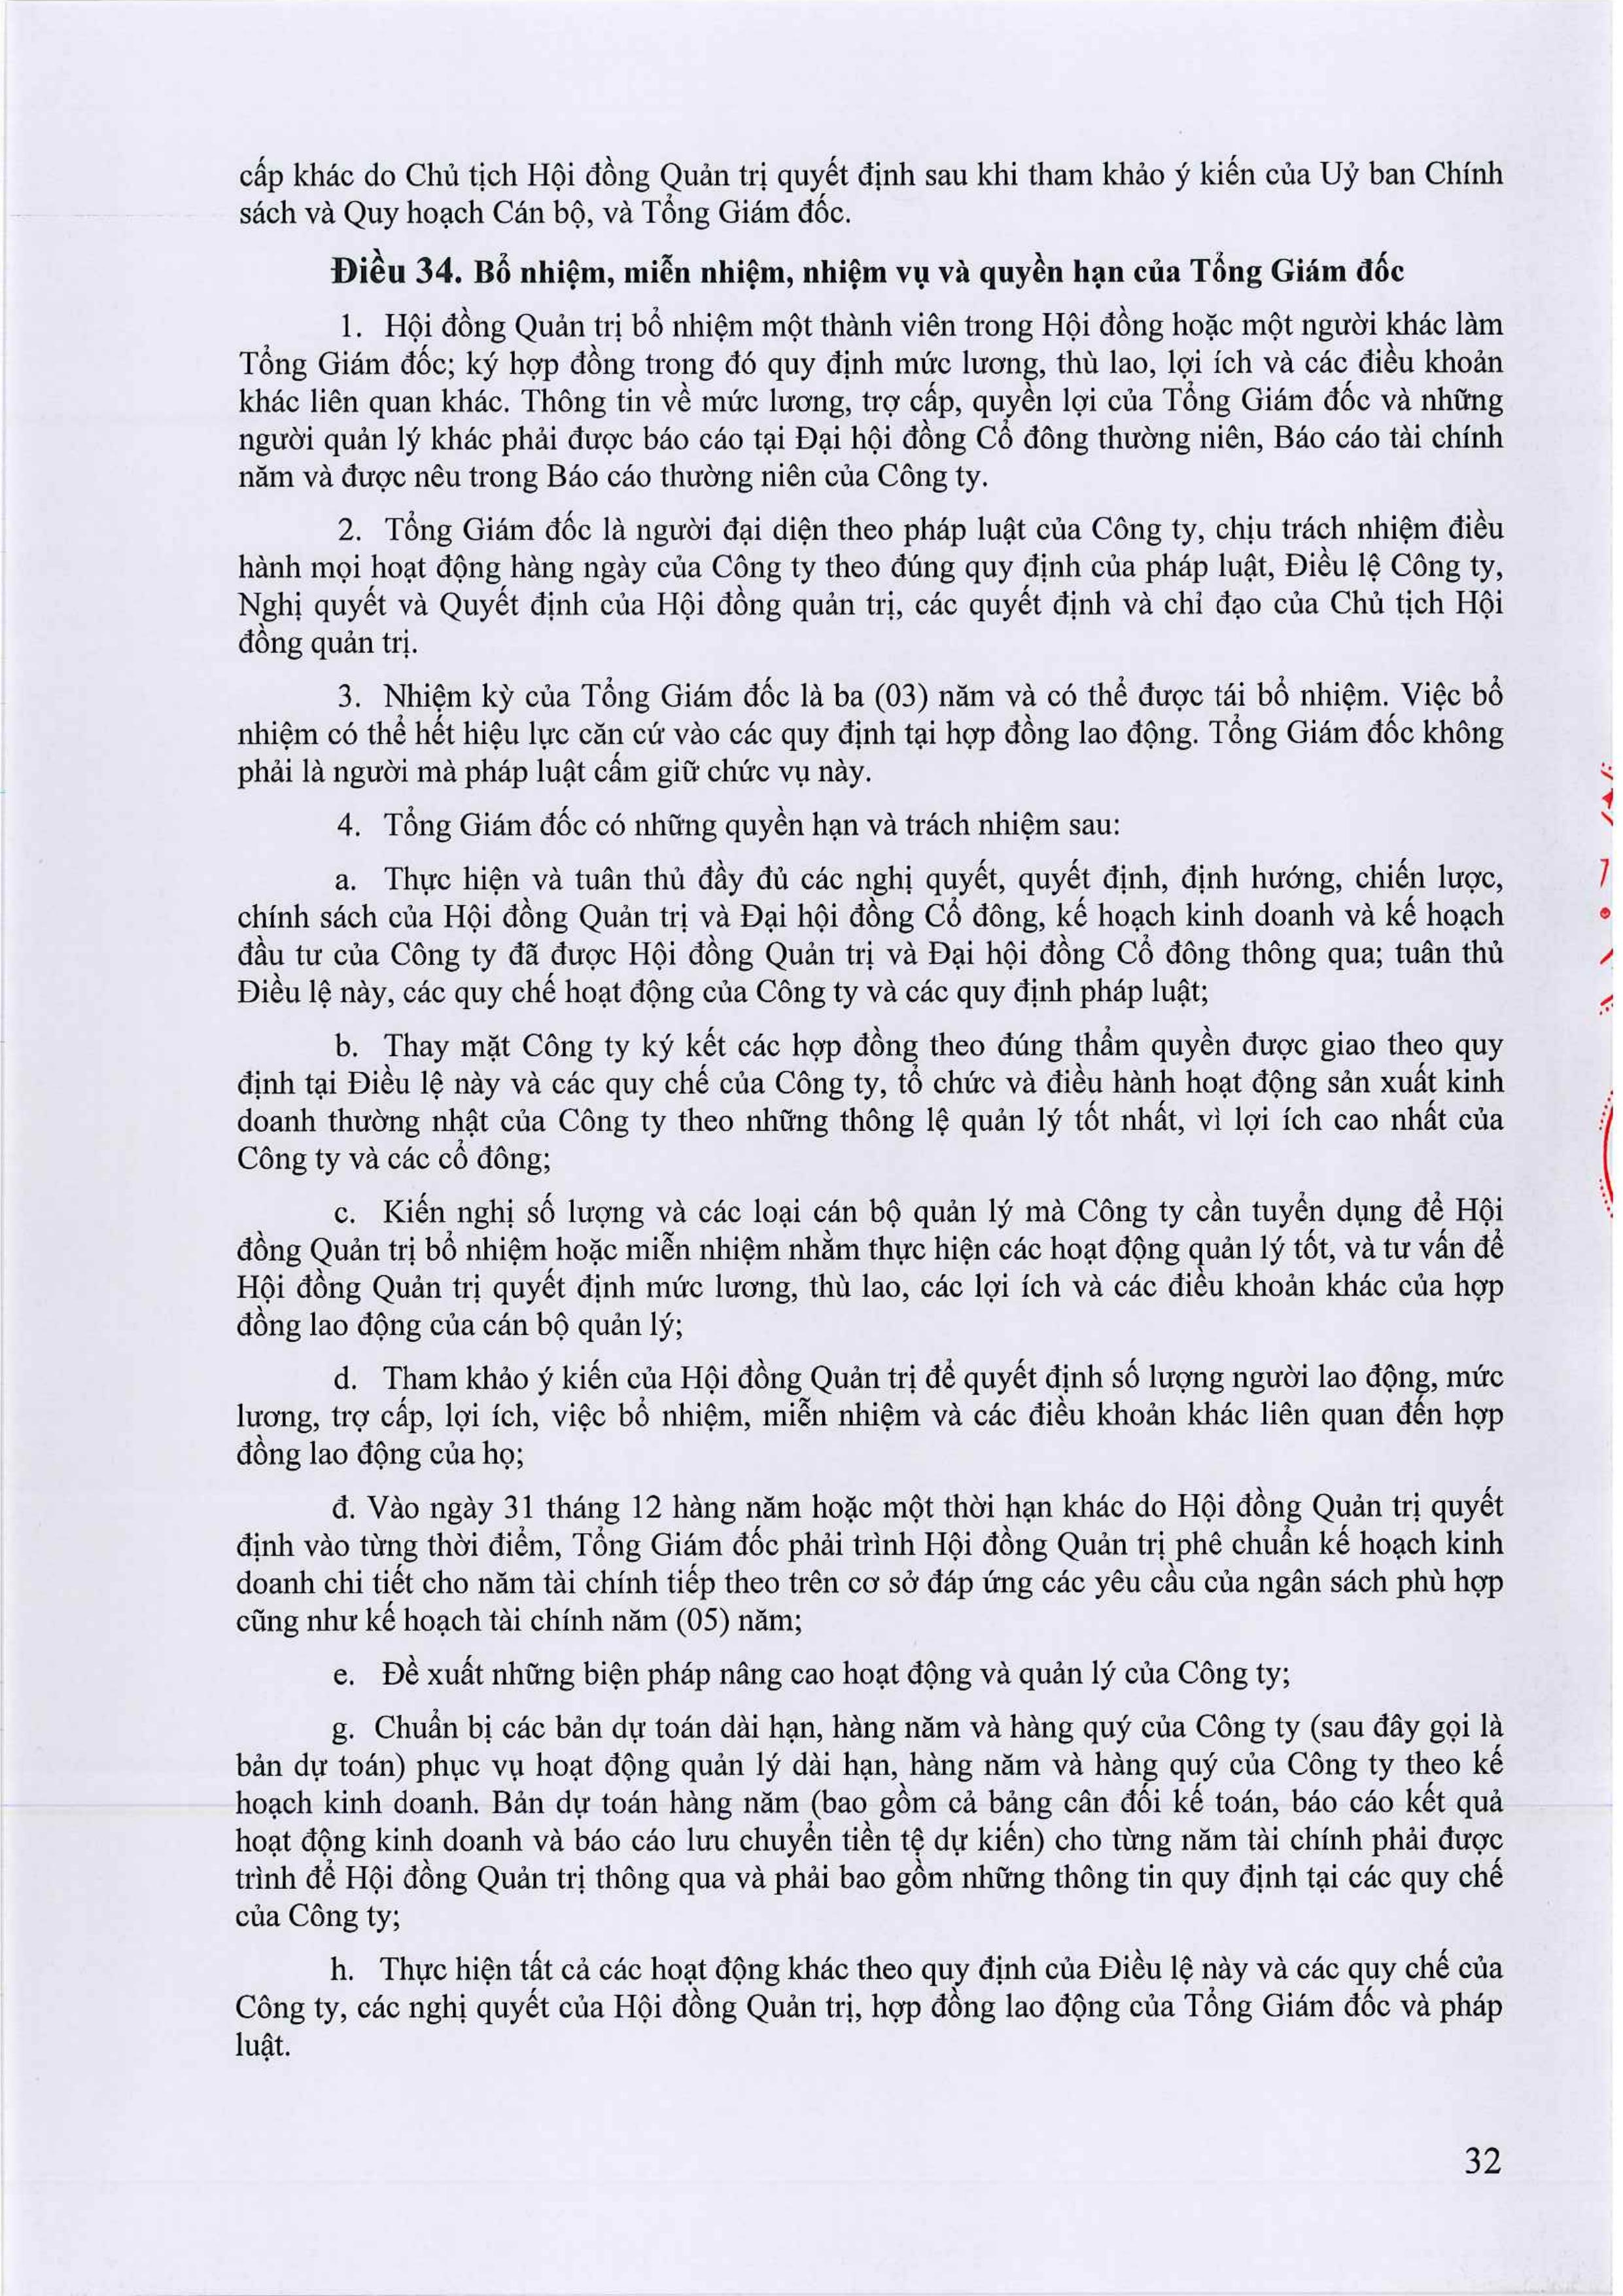 cấp khác do Chủ tịch Hội đồng Quản trị quyết định sau khi tham khảo ý kiến của Uỷ ban Chính
sách và Quy hoạch Cán bộ, và Tổng Giám đốc.
Điều 34. Bổ nhiệm, miễn nhiệm, nhiệm vụ và quyền hạn của Tổng Giám đốc
1. Hội đồng Quản trị bổ nhiệm một thành viên trong Hội đồng hoặc một người khác làm
Tổng Giám đốc; ký hợp đồng trong đó quy định mức lương, thù lao, lợi ích và các điều khoản
khác liên quan khác. Thông tin về mức lương, trợ cấp, quyền lợi của Tổng Giám đốc và những
người quản lý khác phải được báo cáo tại Đại hội đồng Cổ đông thường niên, Báo cáo tài chính
năm và được nêu trong Báo cáo thường niên của Công ty.
2. Tổng Giám đốc là người đại diện theo pháp luật của Công ty, chịu trách nhiệm điều
hành mọi hoạt động hàng ngày của Công ty theo đúng quy định của pháp luật, Điều lệ Công ty,
Nghị quyết và Quyết định của Hội đồng quản trị, các quyết định và chỉ đạo của Chủ tịch Hội
đồng quản trị.
3. Nhiệm kỳ của Tổng Giám đốc là ba (03) năm và có thể được tái bổ nhiệm. Việc bổ
nhiệm có thể hết hiệu lực căn cứ vào các quy định tại hợp đồng lao động. Tổng Giám đốc không
phải là người mà pháp luật cấm giữ chức vụ này.
4. Tổng Giám đốc có những quyền hạn và trách nhiệm sau:
a. Thực hiện và tuân thủ đầy đủ các nghị quyết, quyết định, định hướng, chiến lược,
chính sách của Hội đồng Quản trị và Đại hội đồng Cổ đông, kế hoạch kinh doanh và kế hoạch
đầu tư của Công ty đã được Hội đồng Quản trị và Đại hội đồng Cổ đông thông qua; tuân thủ
Điều lệ này, các quy chế hoạt động của Công ty và các quy định pháp luật;
b. Thay mặt Công ty ký kết các hợp đồng theo đúng thẩm quyền được giao theo quy
định tại Điều lệ này và các quy chế của Công ty, tổ chức và điều hành hoạt động sản xuất kinh
doanh thường nhật của Công ty theo những thông lệ quản lý tốt nhất, vì lợi ích cao nhất của
Công ty và các cổ đông;
c. Kiến nghị số lượng và các loại cán bộ quản lý mà Công ty cần tuyển dụng để Hội
đồng Quản trị bổ nhiệm hoặc miễn nhiệm nhằm thực hiện các hoạt động quản lý tốt, và tư vấn để
Hội đồng Quản trị quyết định mức lương, thù lao, các lợi ích và các điều khoản khác của hợp
đồng lao động của cán bộ quản lý;
d. Tham khảo ý kiến của Hội đồng Quản trị để quyết định số lượng người lao động, mức
lương, trợ cấp, lợi ích, việc bổ nhiệm, miễn nhiệm và các điều khoản khác liên quan đến hợp
đồng lao động của họ;
đ. Vào ngày 31 tháng 12 hàng năm hoặc một thời hạn khác do Hội đồng Quản trị quyết
định vào từng thời điểm, Tổng Giám đốc phải trình Hội đồng Quản trị phê chuẩn kế hoạch kinh
doanh chi tiết cho năm tài chính tiếp theo trên cơ sở đáp ứng các yêu cầu của ngân sách phù hợp
cũng như kế hoạch tài chính năm (05) năm;
e. Đề xuất những biện pháp nâng cao hoạt động và quản lý của Công ty;
g. Chuẩn bị các bản dự toán dài hạn, hàng năm và hàng quý của Công ty (sau đây gọi là
bản dự toán) phục vụ hoạt động quản lý dài hạn, hàng năm và hàng quý của Công ty theo kế
hoạch kinh doanh. Bản dự toán hàng năm (bao gồm cả bảng cân đối kế toán, báo cáo kết quả
hoạt động kinh doanh và báo cáo lưu chuyển tiền tệ dự kiến) cho từng năm tài chính phải được
trình để Hội đồng Quản trị thông qua và phải bao gồm những thông tin quy định tại các quy chế
của Công ty;
h. Thực hiện tất cả các hoạt động khác theo quy định của Điều lệ này và các quy chế của
Công ty, các nghị quyết của Hội đồng Quản trị, hợp đồng lao động của Tổng Giám đốc và pháp
luật.
32